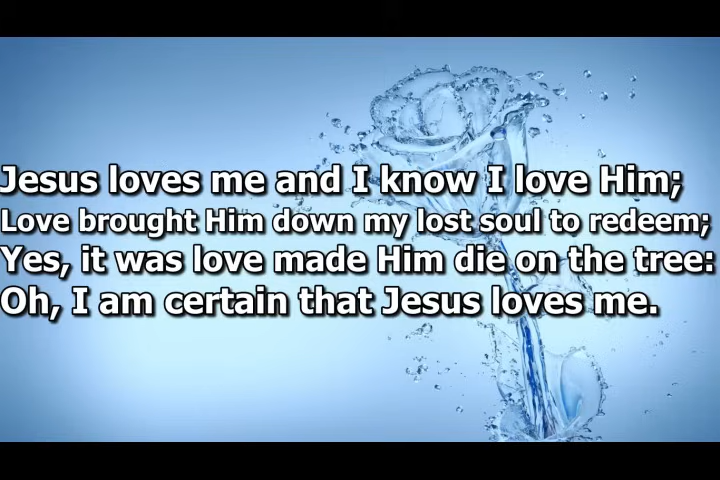 Jesus loves me and I know I love Him;
Love brought Him down my lost soul to redeem;
Yes, it was love made Him die on the tree:
Oh, I am certain that Jesus loves me.